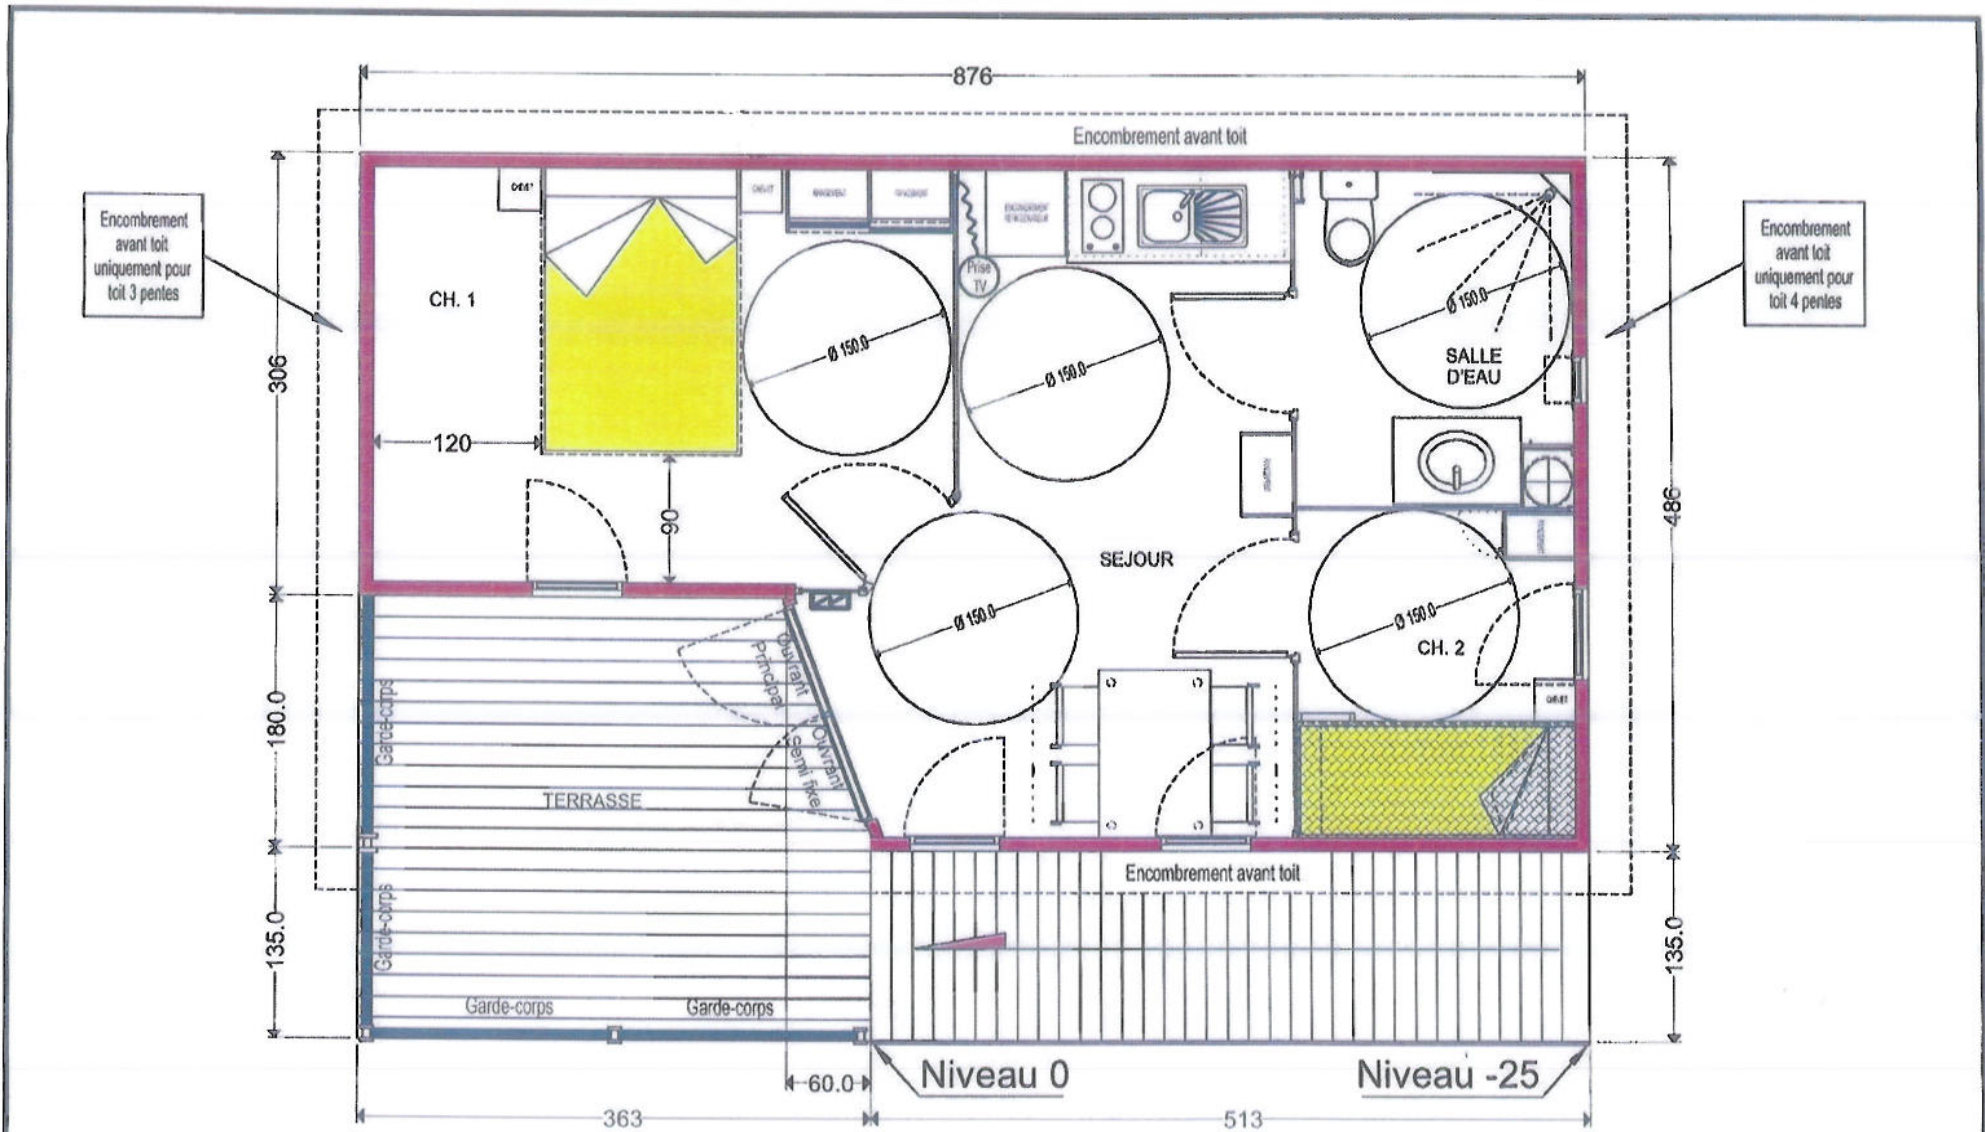 876
Encombrement avant toit
Encombrement
avant toit
uniquement pour
toit 3 pentes
Encombrement
avant toit
uniquement pour
toit 4 pentes
CH. 1
Prise
TV
Ø 150.0
Ø 150.0
Ø 150.0
SALLE
D'EAU
306
120
90
486
SEJOUR
Ø 150.0
Ø 150.0
CH. 2
Ouvrant
Principal
Ouvrant
Semi fixe
180.0
Garde-corps
TERRASSE
Encombrement avant toit
135.0
Garde-corps
135.0
Garde-corps
Garde-corps
60.0
Niveau 0
Niveau -25
363
513